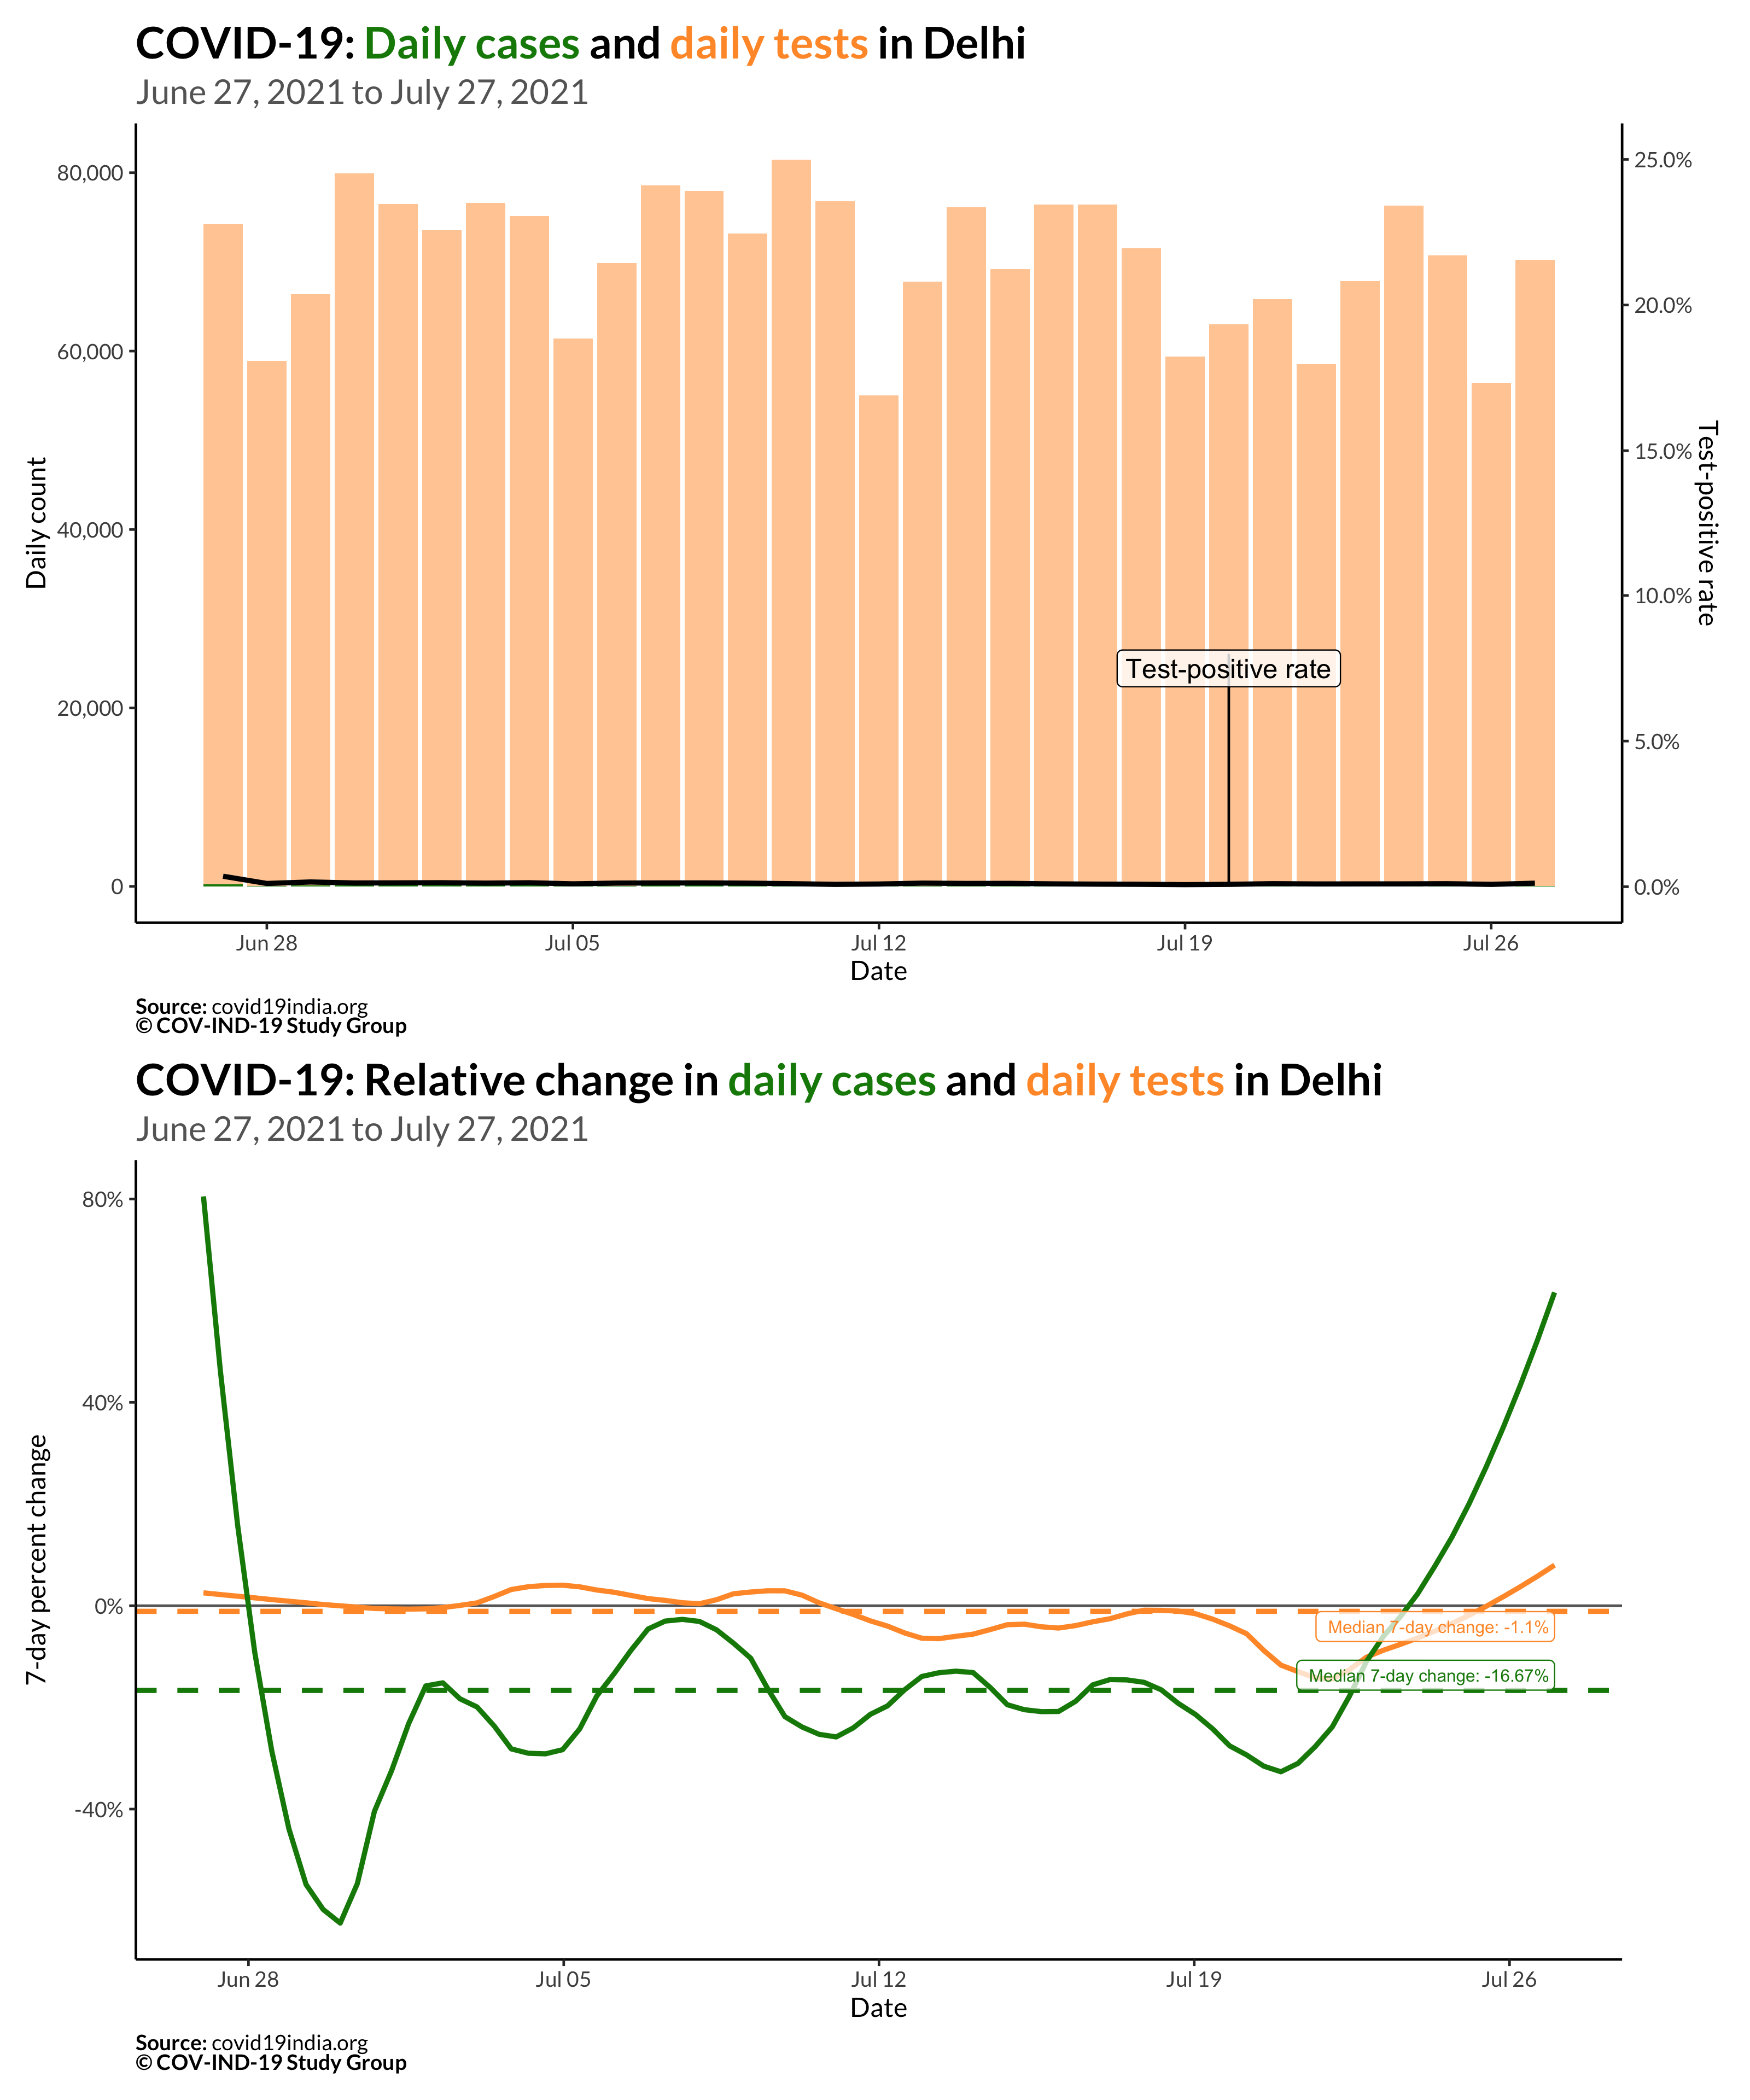 COVID-19: Daily cases and daily tests in Delhi
June 27, 2021 to July 27, 2021
80,000
60,000
40,000
20,000
0
Daily count
25.0%
20.0%
15.0%
10.0%
5.0%
0.0%
Test-positive rate
Test-positive rate
Jun 28
Jul 05
Jul 12
Jul 19
Jul 26
Date
Source: covid19india.org
© COV-IND-19 Study Group
COVID-19: Relative change in daily cases and daily tests in Delhi
June 27, 2021 to July 27, 2021
80%
40%
0%
-40%
7-day percent change
Median 7-day change: -1.1%
Median 7-day change: -16.67%
Jun 28
Jul 05
Jul 12
Jul 19
Jul 26
Date
Source: covid19india.org
© COV-IND-19 Study Group